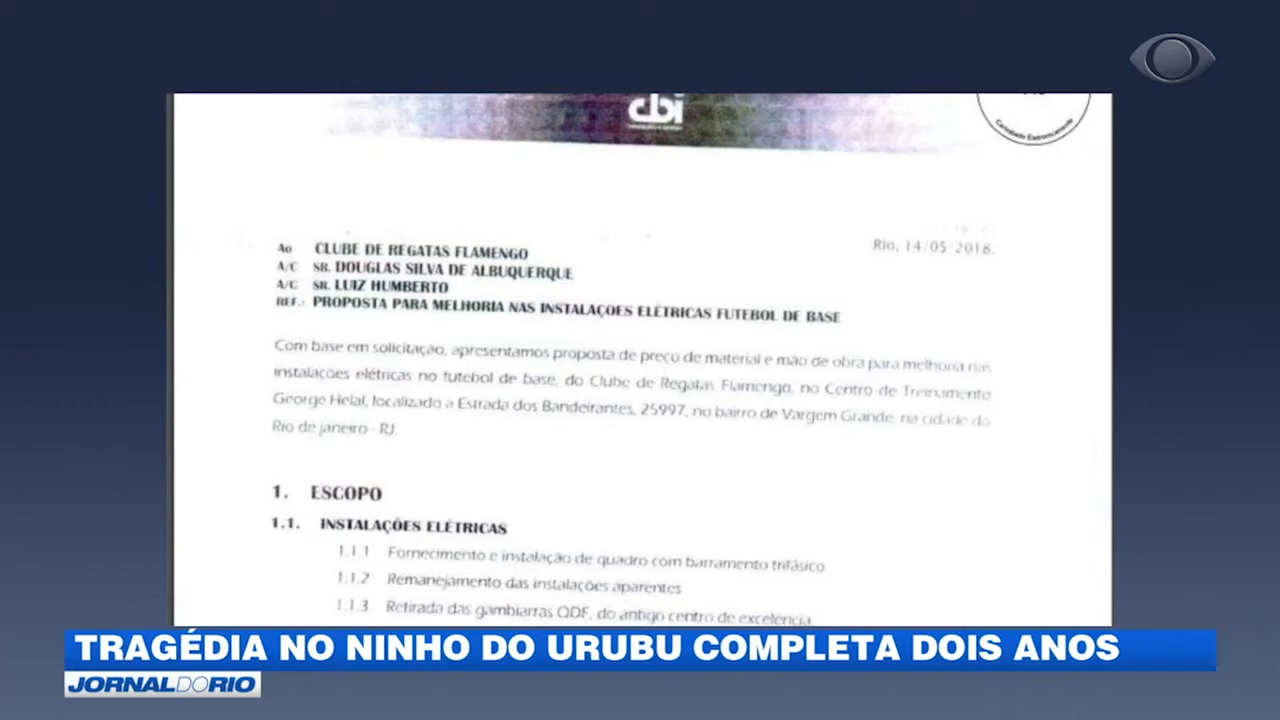 cbi
Carimbado Eletronicamente
Rio, 14/05/2018.
Ao CLUBE DE REGATAS FLAMENGO
A/C SR. DOUGLAS SILVA DE ALBUQUERQUE
A/C SR. LUIZ HUMBERTO
REF.: PROPOSTA PARA MELHORIA NAS INSTALAÇOES ELÉTRICAS FUTEBOL DE BASE
Com base em solicitação, apresentamos proposta de preço de material e mão de obra para melhoria nas
instalações elétricas no futebol de base, do Clube de Regatas Flamengo, no Centro de Treinamento
George Helal, localizado a Estrada dos Bandeirantes, 25997, no bairro de Vargem Grande, na cidade do
Rio de janeiro - RJ.
1. ESCOPO
1.1. INSTALAÇÕES ELÉTRICAS
1.1.1 Fornecimento e instalação de quadro com barramento trifásico
1.1.2 Remanejamento das instalações aparentes
1.1.3 Retirada das gambiarras QDF, do antigo centro de excelência.
TRAGÉDIA NO NINHO DO URUBU COMPLETA DOIS ANOS
JORNAL DO RIO